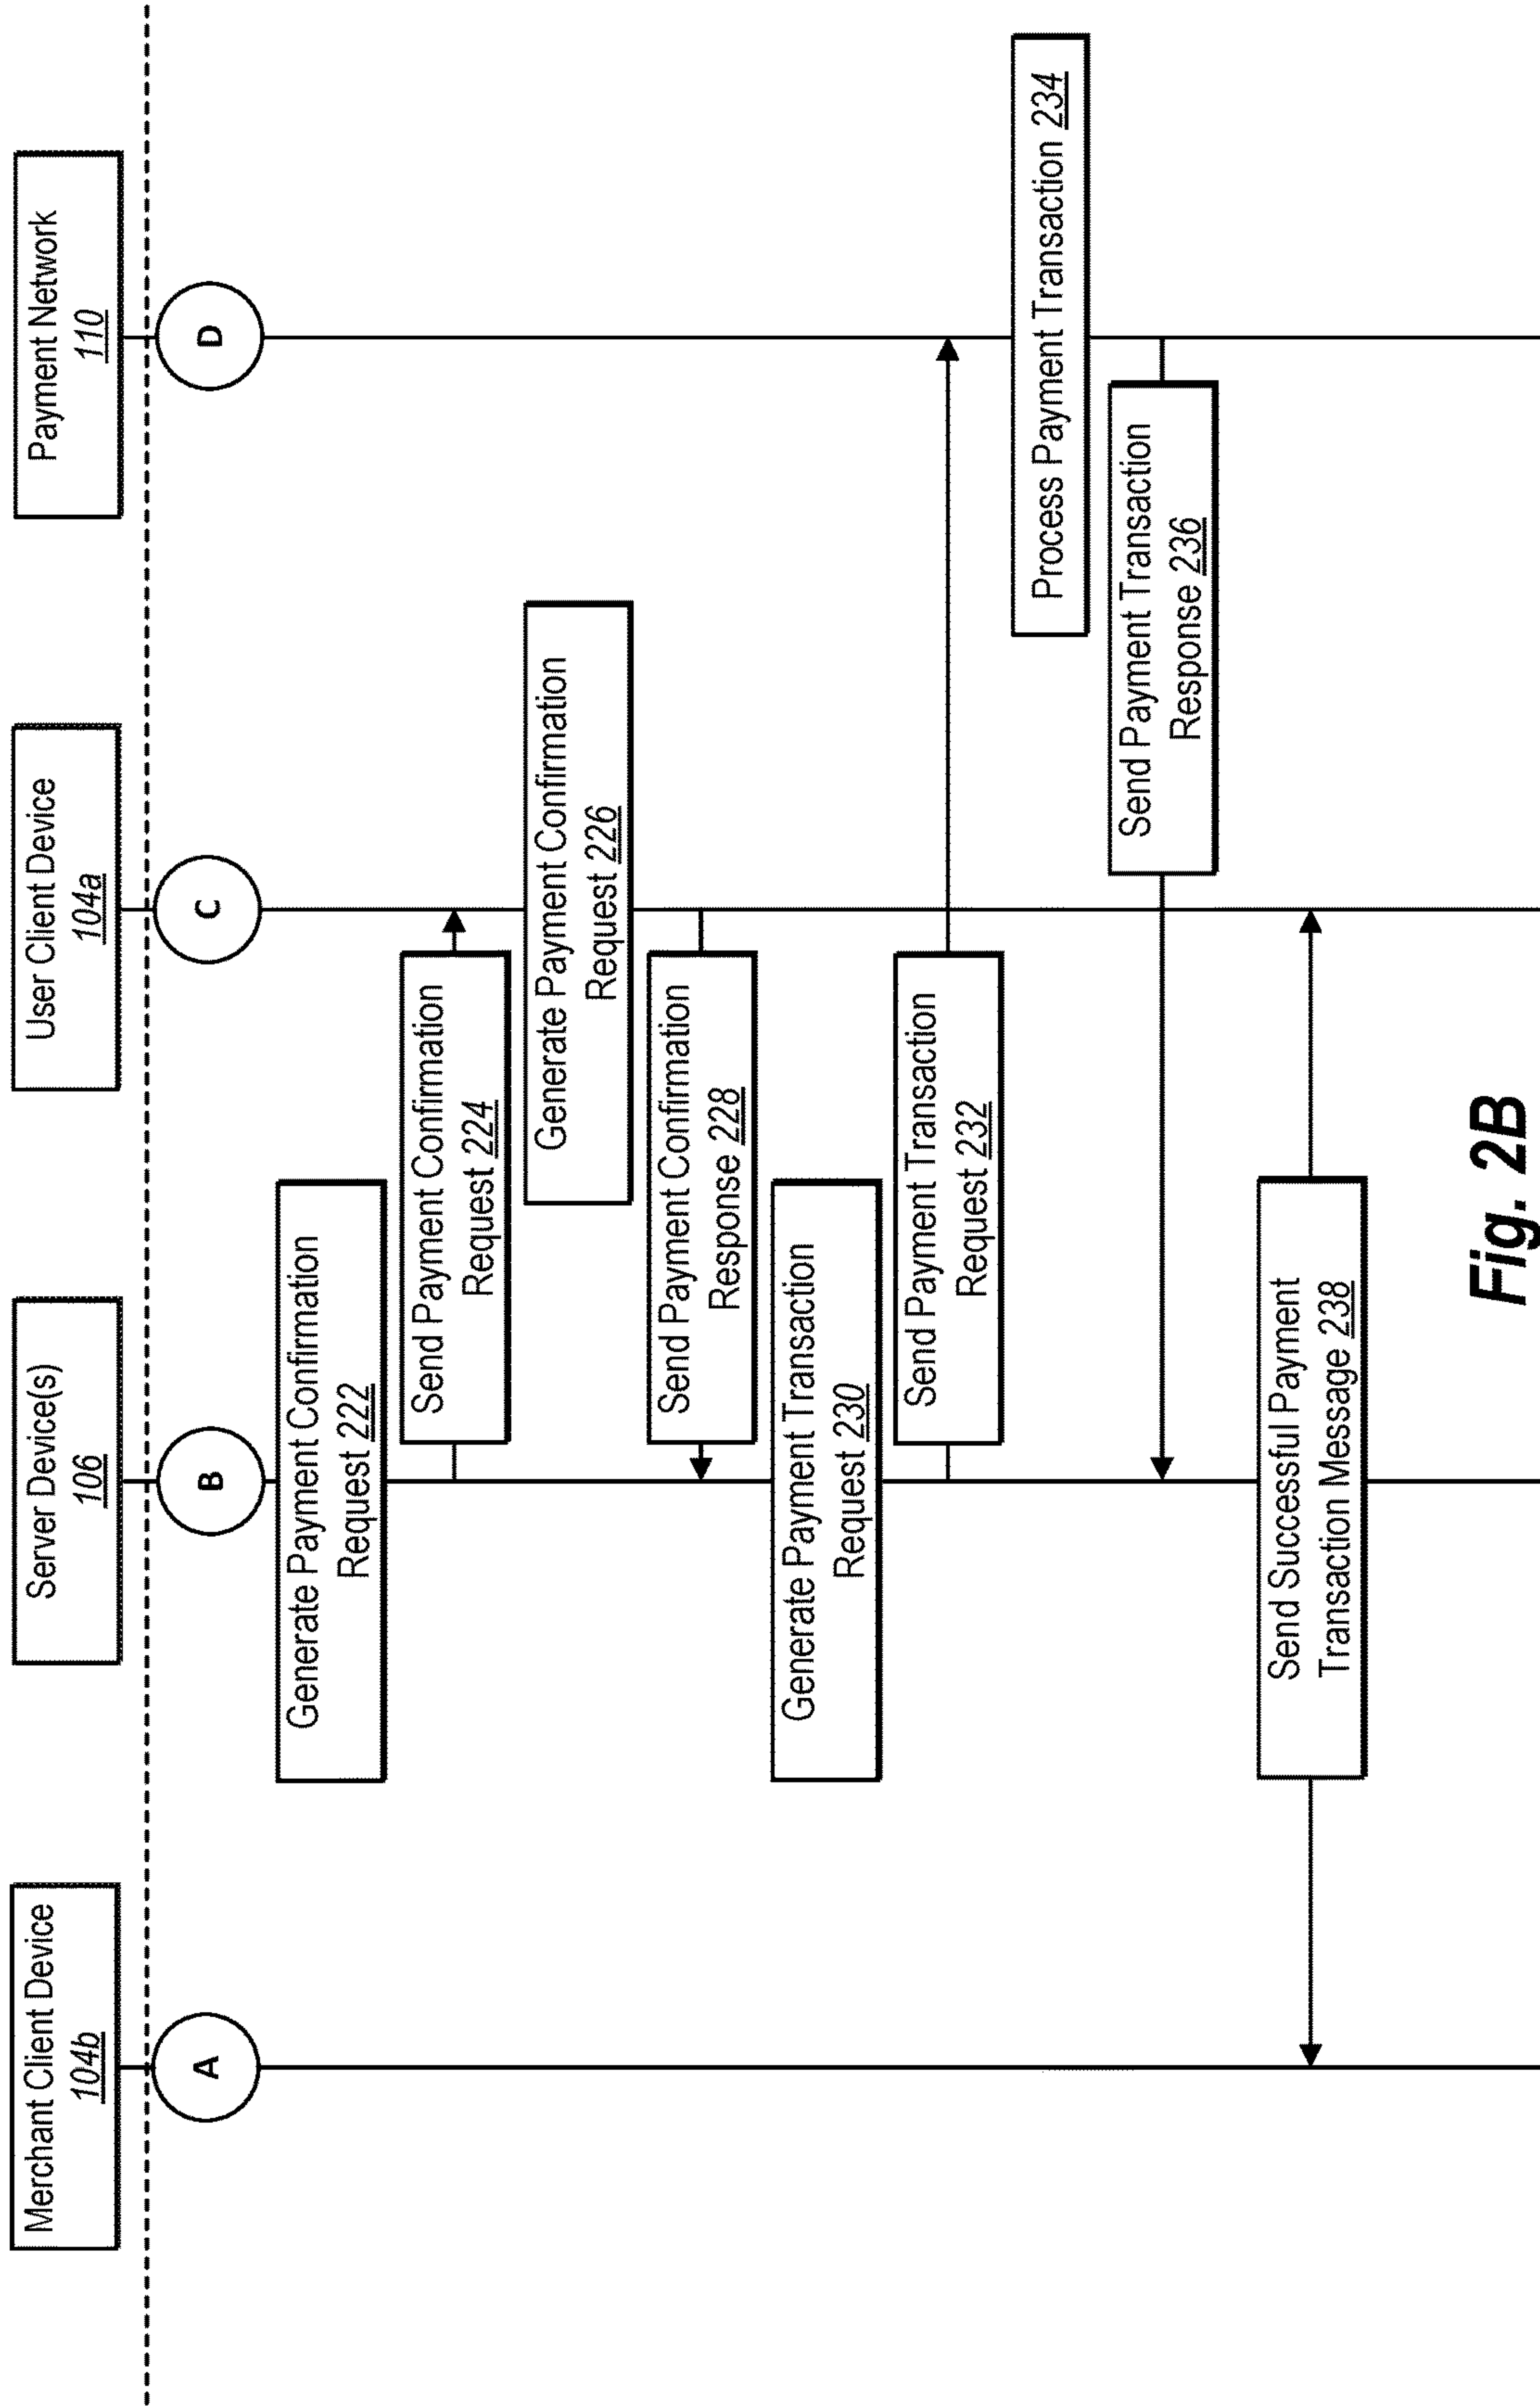 Merchant Client Device
104b
Server Device(s)
106
User Client Device
104a
Payment Network
110
A
B
C
D
Generate Payment Confirmation
Request 222
Send Payment Confirmation
Request 224
Generate Payment Confirmation
Request 226
Send Payment Confirmation
Response 228
Generate Payment Transaction
Request 230
Send Payment Transaction
Request 232
Process Payment Transaction 234
Send Payment Transaction
Response 236
Send Successful Payment
Transaction Message 238
Fig. 2B